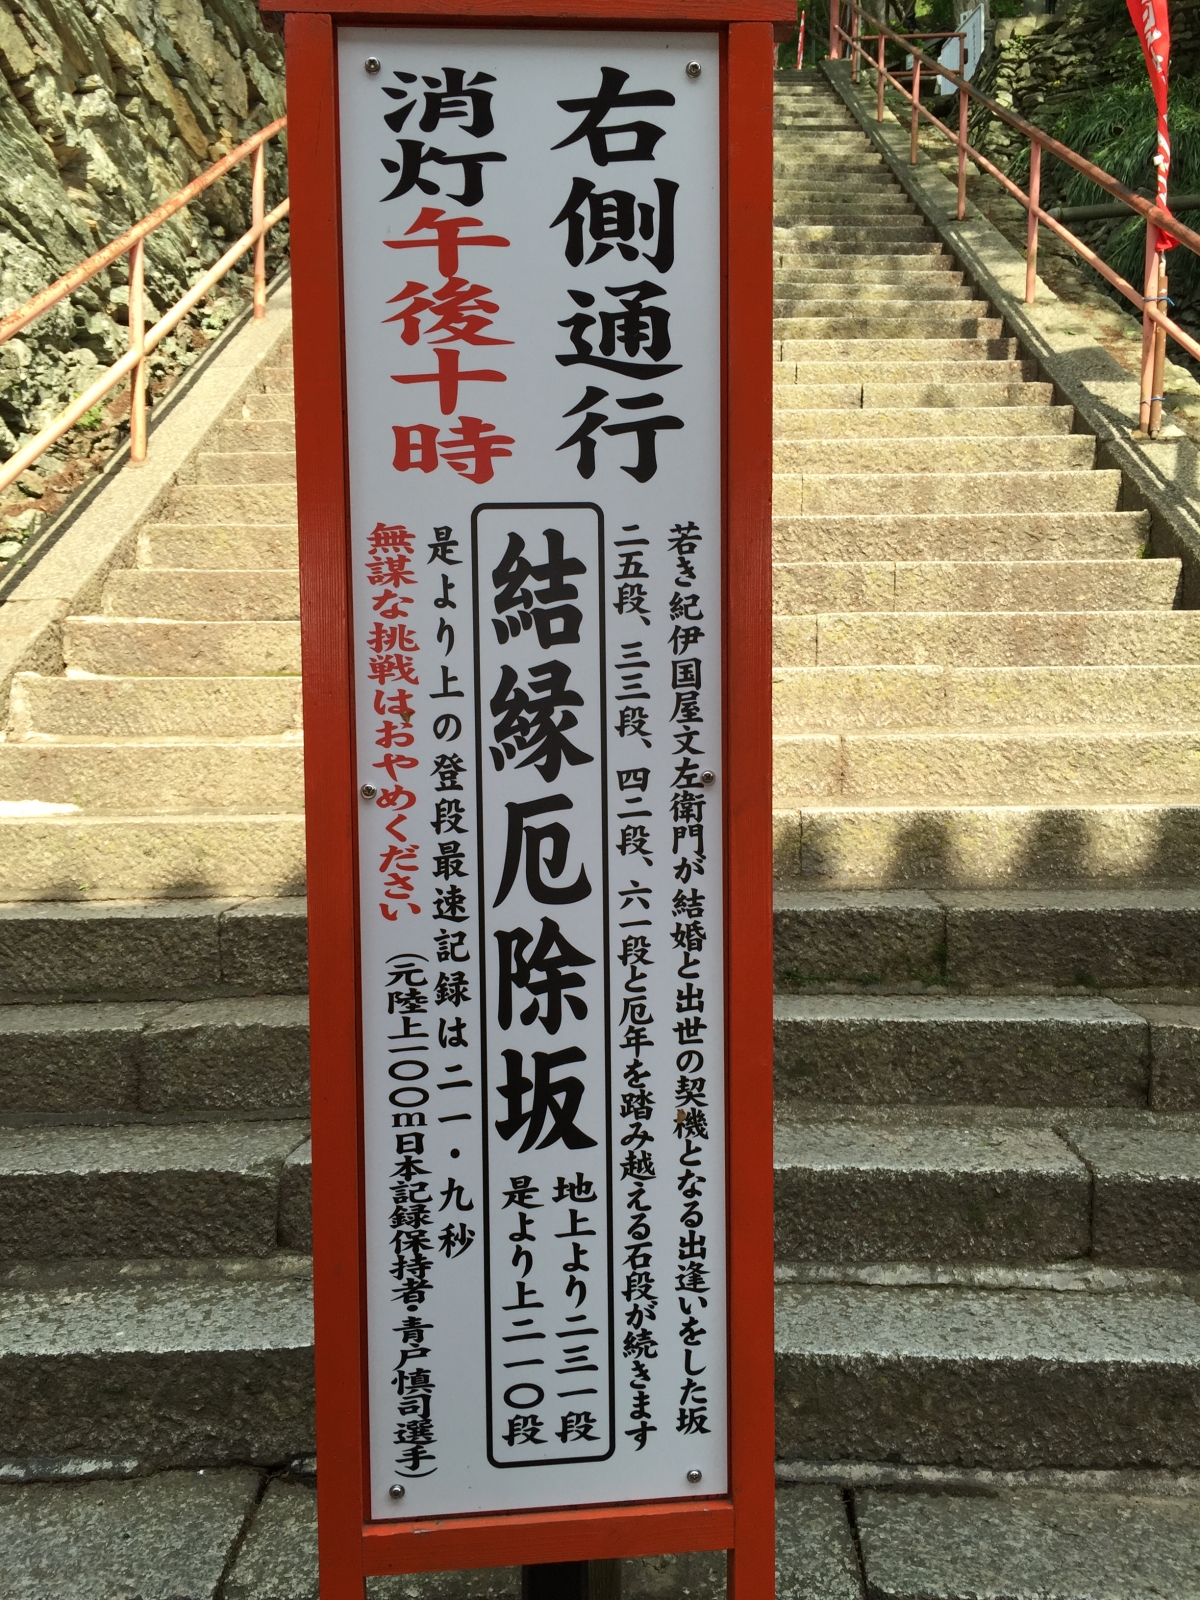 右側通行
消灯午後十時
若き紀伊国屋文左衛門が結婚と出世の契機となる出逢いをした坂
二五段、三三段、四二段、六一段と厄年を踏み越える石段が続きます
結縁厄除坂
地上より二三一段
是より上二一〇段
是より上の登段最速記録は二一・九秒
(元陸上一〇〇m日本記録保持者・青戸慎司選手)
無謀な挑戦はおやめください